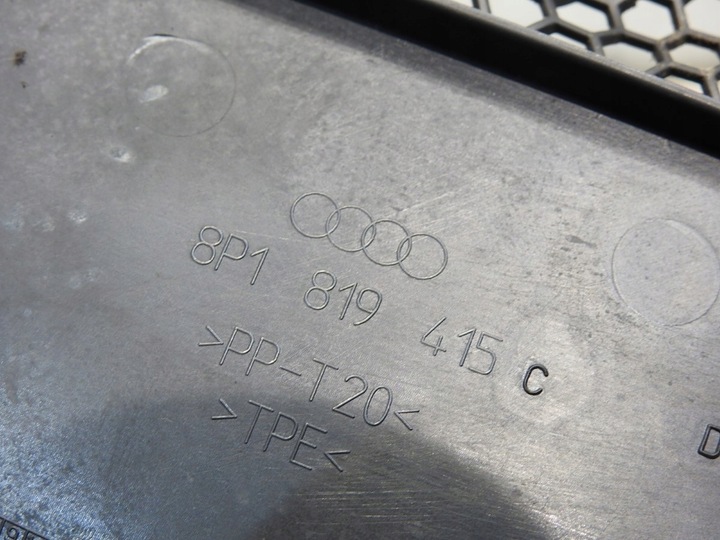 8P1 819 415 C
>PP-T20<
>TPE<
D